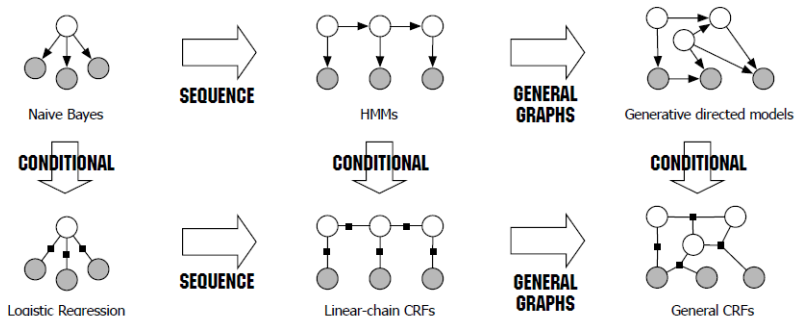 SEQUENCE
GENERAL
GRAPHS
Naive Bayes
HMMs
Generative directed models
CONDITIONAL
CONDITIONAL
CONDITIONAL
SEQUENCE
GENERAL
GRAPHS
Logistic Regression
Linear-chain CRFs
General CRFs